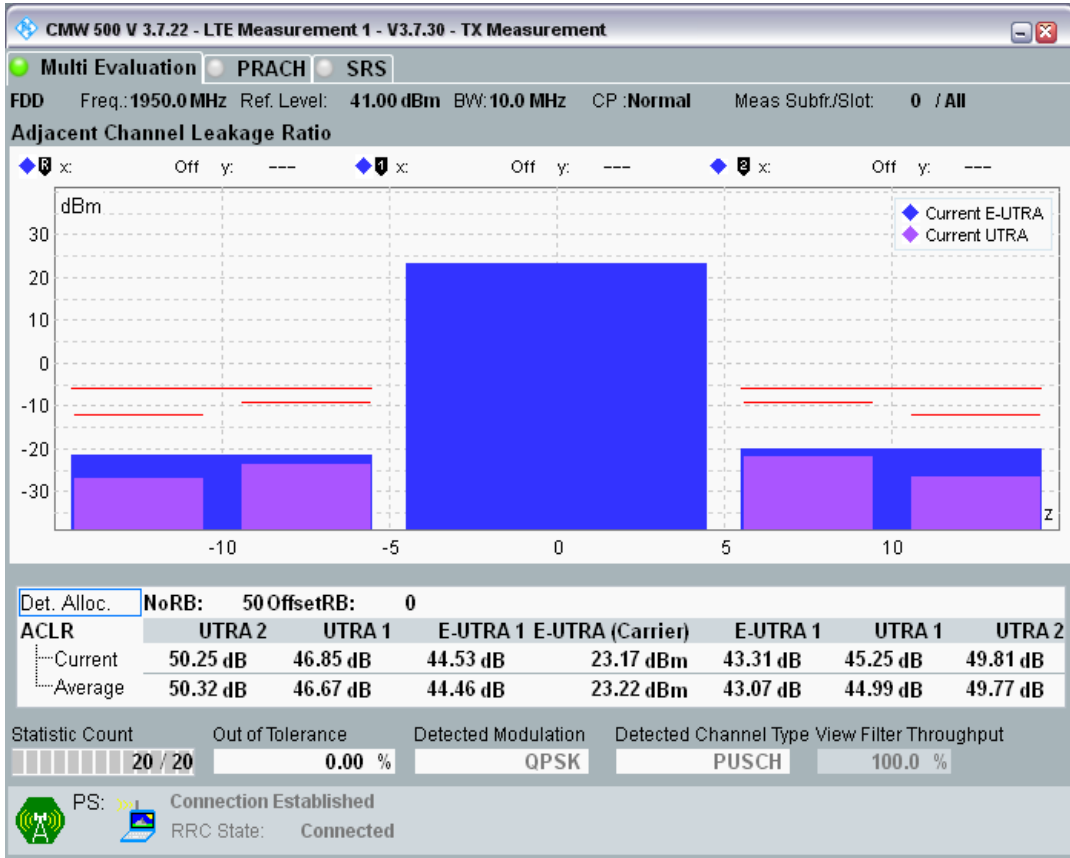 CMW 500 V 3.7.22 - LTE Measurement 1 - V3.7.30 - TX Measurement
Multi Evaluation PRACH SRS
FDD Freq.: 1950.0 MHz Ref. Level: 41.00 dBm BW: 10.0 MHz CP :Normal Meas Subfr./Slot: 0 / All
Adjacent Channel Leakage Ratio
R x: Off y: --- 1 x: Off y: --- 2 x: Off y: ---
dBm
Current E-UTRA
Current UTRA
30
20
10
0
-10
-20
-30
z
-10 -5 0 5 10
Det. Alloc. NoRB: 50 OffsetRB: 0
ACLR UTRA 2 UTRA 1 E-UTRA 1 E-UTRA (Carrier) E-UTRA 1 UTRA 1 UTRA 2
Current 50.25 dB 46.85 dB 44.53 dB 23.17 dBm 43.31 dB 45.25 dB 49.81 dB
Average 50.32 dB 46.67 dB 44.46 dB 23.22 dBm 43.07 dB 44.99 dB 49.77 dB
Statistic Count Out of Tolerance Detected Modulation Detected Channel Type View Filter Throughput
20 / 20 0.00 % QPSK PUSCH 100.0 %
PS: Connection Established
RRC State: Connected